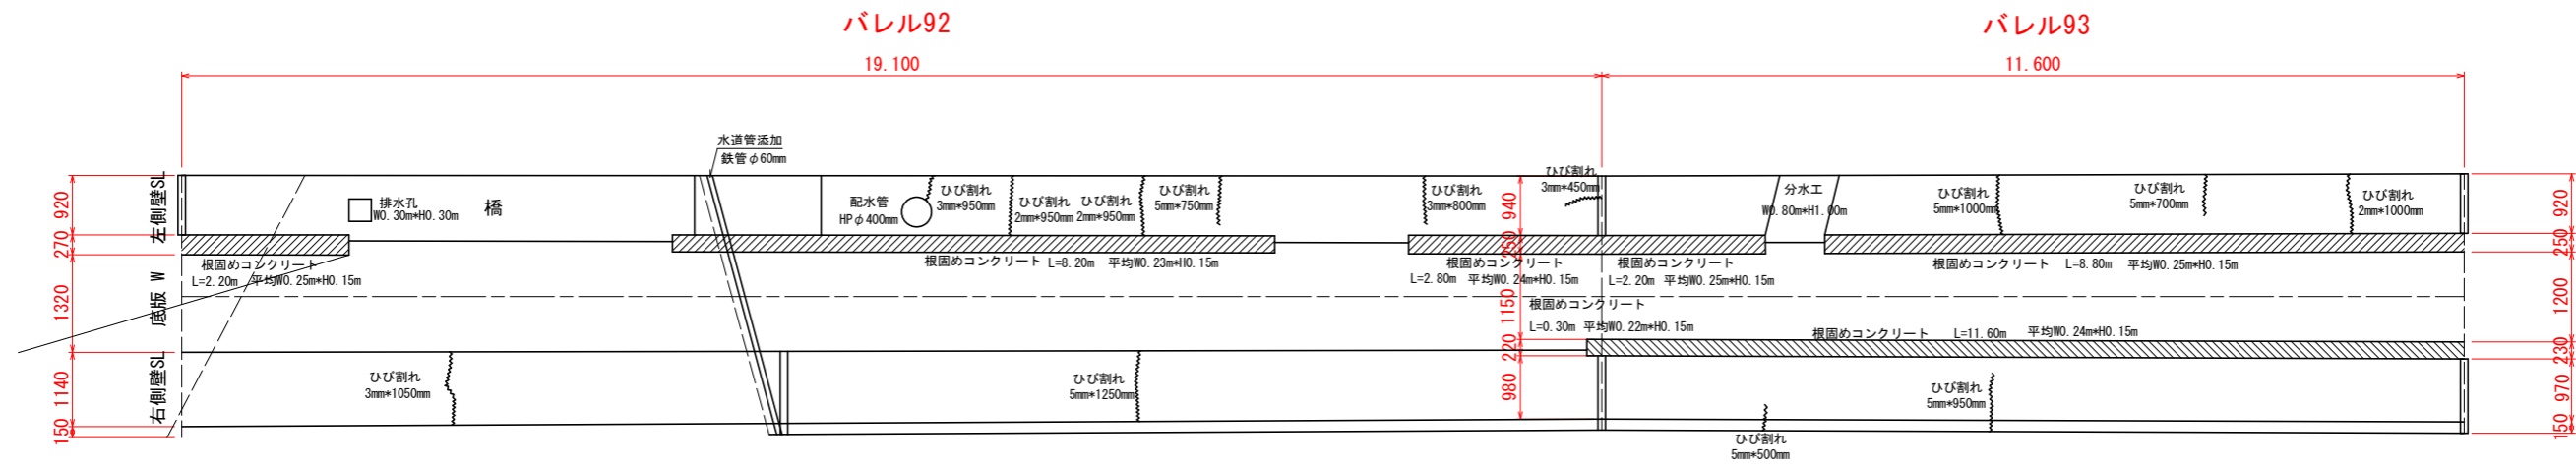 バレル92
バレル93
19.100
11.600
水道管添加
鉄管φ60mm
左側壁SL
底版 W
右側壁SL
920
270
1320
1140
150
排水孔
W0.30m*H0.30m
橋
配水管
HPφ400mm
ひび割れ
3mm*950mm
ひび割れ
2mm*950mm
ひび割れ
2mm*950mm
ひび割れ
5mm*750mm
ひび割れ
3mm*800mm
ひび割れ
3mm*450mm
分水工
W0.80m*H1.00m
ひび割れ
5mm*1000mm
ひび割れ
5mm*700mm
ひび割れ
2mm*1000mm
940
250
1150
220
980
920
250
1200
230
970
150
根固めコンクリート
L=2.20m 平均W0.25m*H0.15m
根固めコンクリート L=8.20m 平均W0.23m*H0.15m
根固めコンクリート
L=2.80m 平均W0.24m*H0.15m
根固めコンクリート
L=2.20m 平均W0.25m*H0.15m
根固めコンクリート L=8.80m 平均W0.25m*H0.15m
根固めコンクリート
L=0.30m 平均W0.22m*H0.15m
根固めコンクリート L=11.60m 平均W0.24m*H0.15m
ひび割れ
3mm*1050mm
ひび割れ
5mm*1250mm
ひび割れ
5mm*950mm
ひび割れ
5mm*500mm